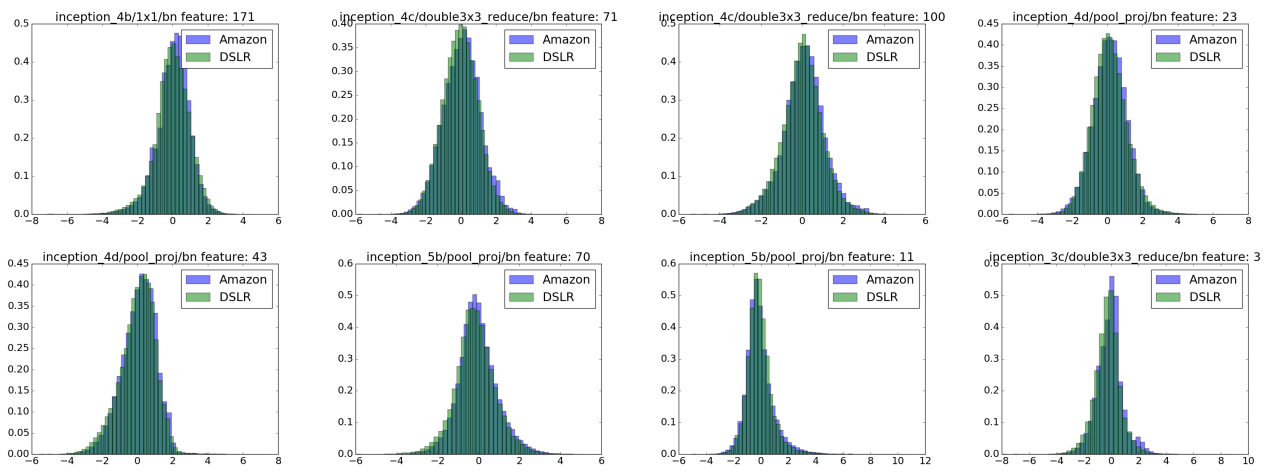 inception_4b/1x1/bn feature: 171
0.5
0.4
0.3
0.2
0.1
0.0
−8 −6 −4 −2 0 2 4 6
Amazon
DSLR
inception_4c/double3x3_reduce/bn feature: 71
0.40
0.35
0.30
0.25
0.20
0.15
0.10
0.05
0.00
−6 −4 −2 0 2 4 6 8
Amazon
DSLR
inception_4c/double3x3_reduce/bn feature: 100
0.5
0.4
0.3
0.2
0.1
0.0
−6 −4 −2 0 2 4 6
Amazon
DSLR
inception_4d/pool_proj/bn feature: 23
0.45
0.40
0.35
0.30
0.25
0.20
0.15
0.10
0.05
0.00
−6 −4 −2 0 2 4 6 8
Amazon
DSLR
inception_4d/pool_proj/bn feature: 43
0.45
0.40
0.35
0.30
0.25
0.20
0.15
0.10
0.05
0.00
−6 −4 −2 0 2 4 6 8
Amazon
DSLR
inception_5b/pool_proj/bn feature: 70
0.6
0.5
0.4
0.3
0.2
0.1
0.0
−6 −4 −2 0 2 4 6
Amazon
DSLR
inception_5b/pool_proj/bn feature: 11
0.6
0.5
0.4
0.3
0.2
0.1
0.0
−6 −4 −2 0 2 4 6 8 10 12
Amazon
DSLR
inception_3c/double3x3_reduce/bn feature: 3
0.6
0.5
0.4
0.3
0.2
0.1
0.0
−8 −6 −4 −2 0 2 4 6 8 10
Amazon
DSLR